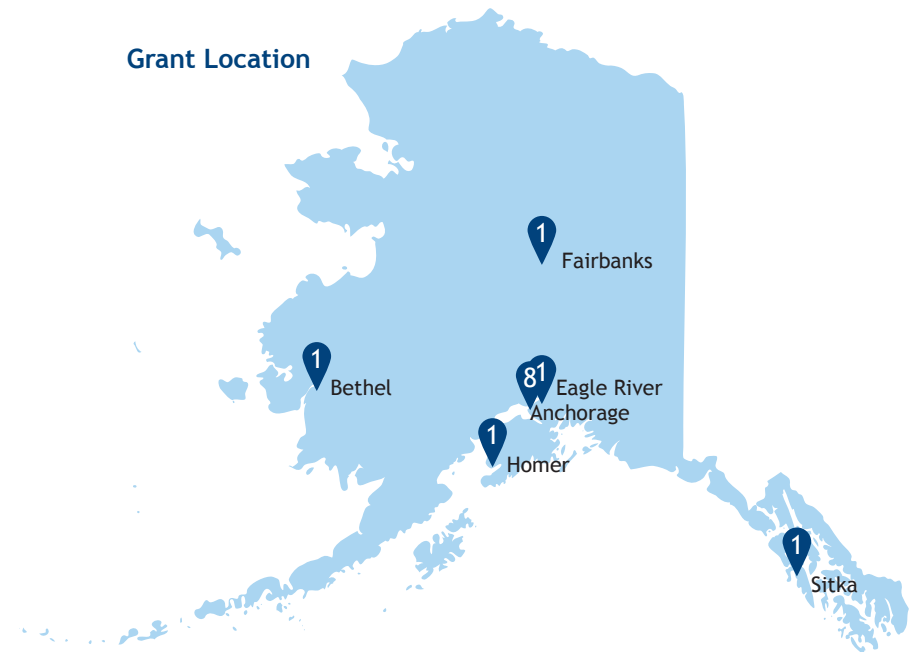 Grant Location
1
Fairbanks
1
Bethel
8
1
Eagle River
Anchorage
1
Homer
1
Sitka